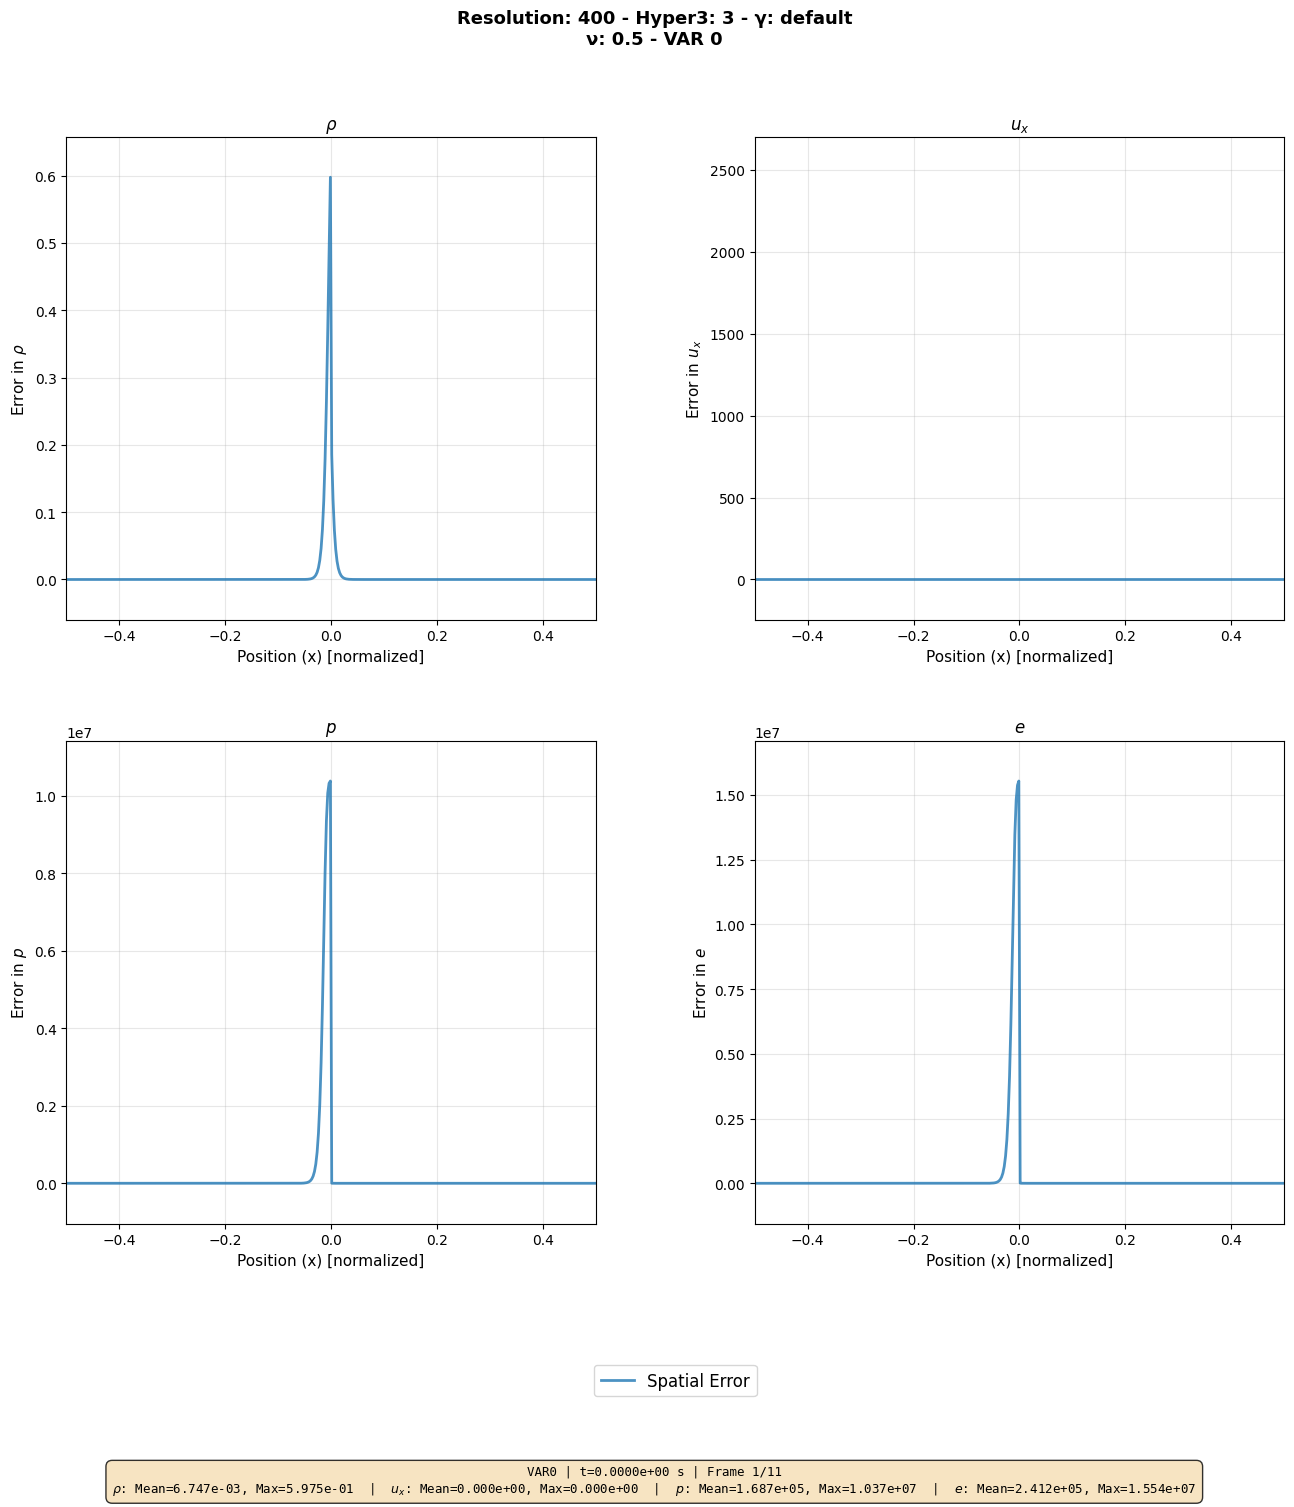 Resolution: 400 - Hyper3: 3 - γ: default
ν: 0.5 - VAR 0
ρ
Error in ρ
0.6
0.5
0.4
0.3
0.2
0.1
0.0
−0.4 −0.2 0.0 0.2 0.4
Position (x) [normalized]
uₓ
Error in uₓ
2500
2000
1500
1000
500
0
−0.4 −0.2 0.0 0.2 0.4
Position (x) [normalized]
p
1e7
Error in p
1.0
0.8
0.6
0.4
0.2
0.0
−0.4 −0.2 0.0 0.2 0.4
Position (x) [normalized]
e
1e7
Error in e
1.50
1.25
1.00
0.75
0.50
0.25
0.00
−0.4 −0.2 0.0 0.2 0.4
Position (x) [normalized]
Spatial Error
VAR0 | t=0.0000e+00 s | Frame 1/11
ρ: Mean=6.747e-03, Max=5.975e-01 | uₓ: Mean=0.000e+00, Max=0.000e+00 | p: Mean=1.687e+05, Max=1.037e+07 | e: Mean=2.412e+05, Max=1.554e+07